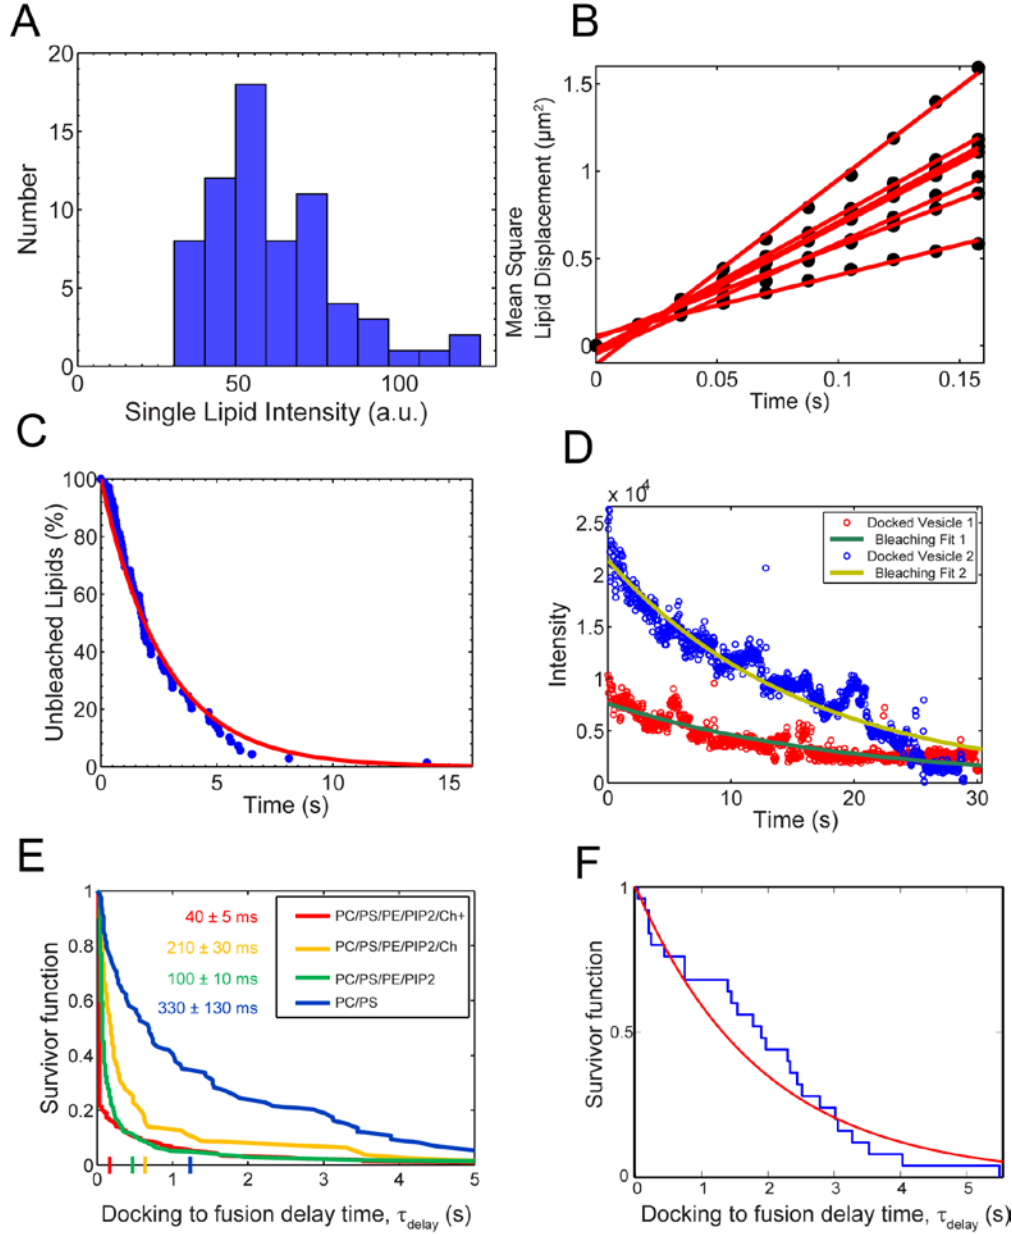 A
20
15
10
5
0
Number
0
50
100
Single Lipid Intensity (a.u.)
B
1.5
1
0.5
0
Mean Square
Lipid Displacement (µm²)
0
0.05
0.1
0.15
Time (s)
C
100
80
60
40
20
0
Unbleached Lipids (%)
0
5
10
15
Time (s)
D
x 10⁴
2.5
2
1.5
1
0.5
0
Intensity
Docked Vesicle 1
Bleaching Fit 1
Docked Vesicle 2
Bleaching Fit 2
0
10
20
30
Time (s)
E
1
0.8
0.6
0.4
0.2
0
Survivor function
40 ± 5 ms
210 ± 30 ms
100 ± 10 ms
330 ± 130 ms
PC/PS/PE/PIP2/Ch+
PC/PS/PE/PIP2/Ch
PC/PS/PE/PIP2
PC/PS
0
1
2
3
4
5
Docking to fusion delay time, τdelay (s)
F
1
0.5
0
Survivor function
0
1
2
3
4
5
Docking to fusion delay time, τdelay (s)